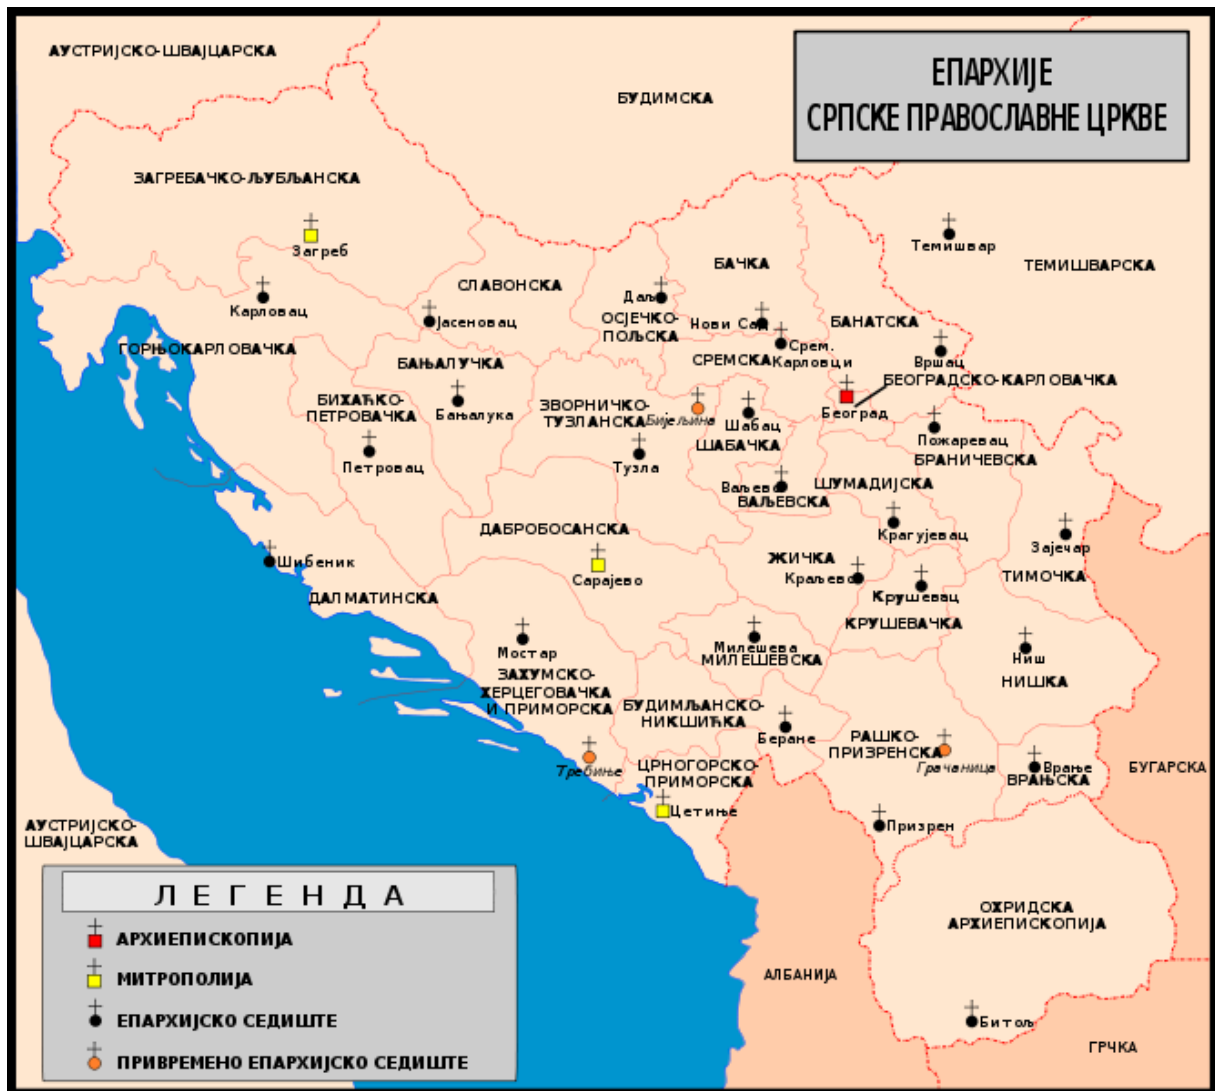 ЕПАРХИЈЕ
СРПСКЕ ПРАВОСЛАВНЕ ЦРКВЕ
АУСТРИЈСКО-ШВАЈЦАРСКА
БУДИМСКА
ЗАГРЕБАЧКО-ЉУБЉАНСКА
Загреб
Темишвар
ТЕМИШВАРСКА
БАЧКА
СЛАВОНСКА
Карловац
Даљ
ОСЈЕЧКО-
ПОЉСКА
Јасеновац
Нови Сад
БАНАТСКА
ГОРЊОКАРЛОВАЧКА
Срем.
Карловци
СРЕМСКА
Вршац
БАЊАЛУЧКА
БЕОГРАДСКО-КАРЛОВАЧКА
БИХАЋКО-
ПЕТРОВАЧКА
Бањалука
ЗВОРНИЧКО-
ТУЗЛАНСКА
Бијељина
Шабац
Београд
ШАБАЧКА
Пожаревац
БРАНИЧЕВСКА
Петровац
Тузла
Ваљево
ВАЉЕВСКА
ШУМАДИЈСКА
ДАБРОБОСАНСКА
Крагујевац
Зајечар
Шибеник
Сарајево
ЖИЧКА
Краљево
ТИМОЧКА
ДАЛМАТИНСКА
Крушевац
КРУШЕВАЧКА
Мостар
Милешева
МИЛЕШЕВСКА
Ниш
НИШКА
ЗАХУМСКО-
ХЕРЦЕГОВАЧКА
И ПРИМОРСКА
БУДИМЉАНСКО-
НИКШИЋКА
Беране
РАШКО-
ПРИЗРЕНСКА
Грачаница
Требиње
ЦРНОГОРСКО-
ПРИМОРСКА
Врање
ВРАЊСКА
БУГАРСКА
Цетиње
Призрен
АУСТРИЈСКО-
ШВАЈЦАРСКА
ОХРИДСКА
АРХИЕПИСКОПИЈА
АЛБАНИЈА
Битољ
ГРЧКА
ЛЕГЕНДА
АРХИЕПИСКОПИЈА
МИТРОПОЛИЈА
ЕПАРХИЈСКО СЕДИШТЕ
ПРИВРЕМЕНО ЕПАРХИЈСКО СЕДИШТЕ